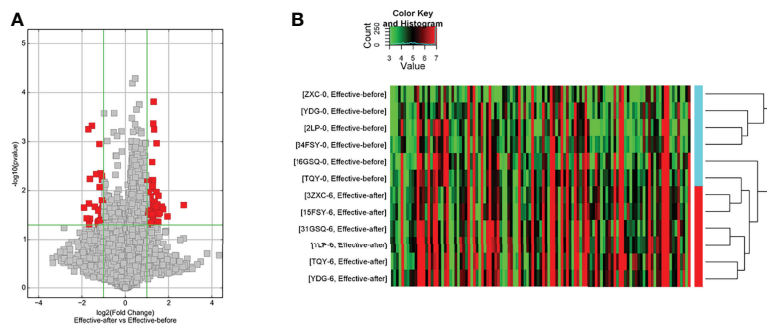 A
5
4
3
2
1
0
-log10(pvalue)
-4
-2
0
2
4
log2(Fold Change)
Effective-after vs Effective-before
B
Color Key
and Histogram
Count
0
250
3 4 5 6 7
Value
[ZXC-0, Effective-before]
[YDG-0, Effective-before]
[2LP-0, Effective-before]
[34FSY-0, Effective-before]
[16GSQ-0, Effective-before]
[TQY-0, Effective-before]
[3ZXC-6, Effective-after]
[15FSY-6, Effective-after]
[31GSQ-6, Effective-after]
Effective-after]
[TQY-6, Effective-after]
[YDG-6, Effective-after]